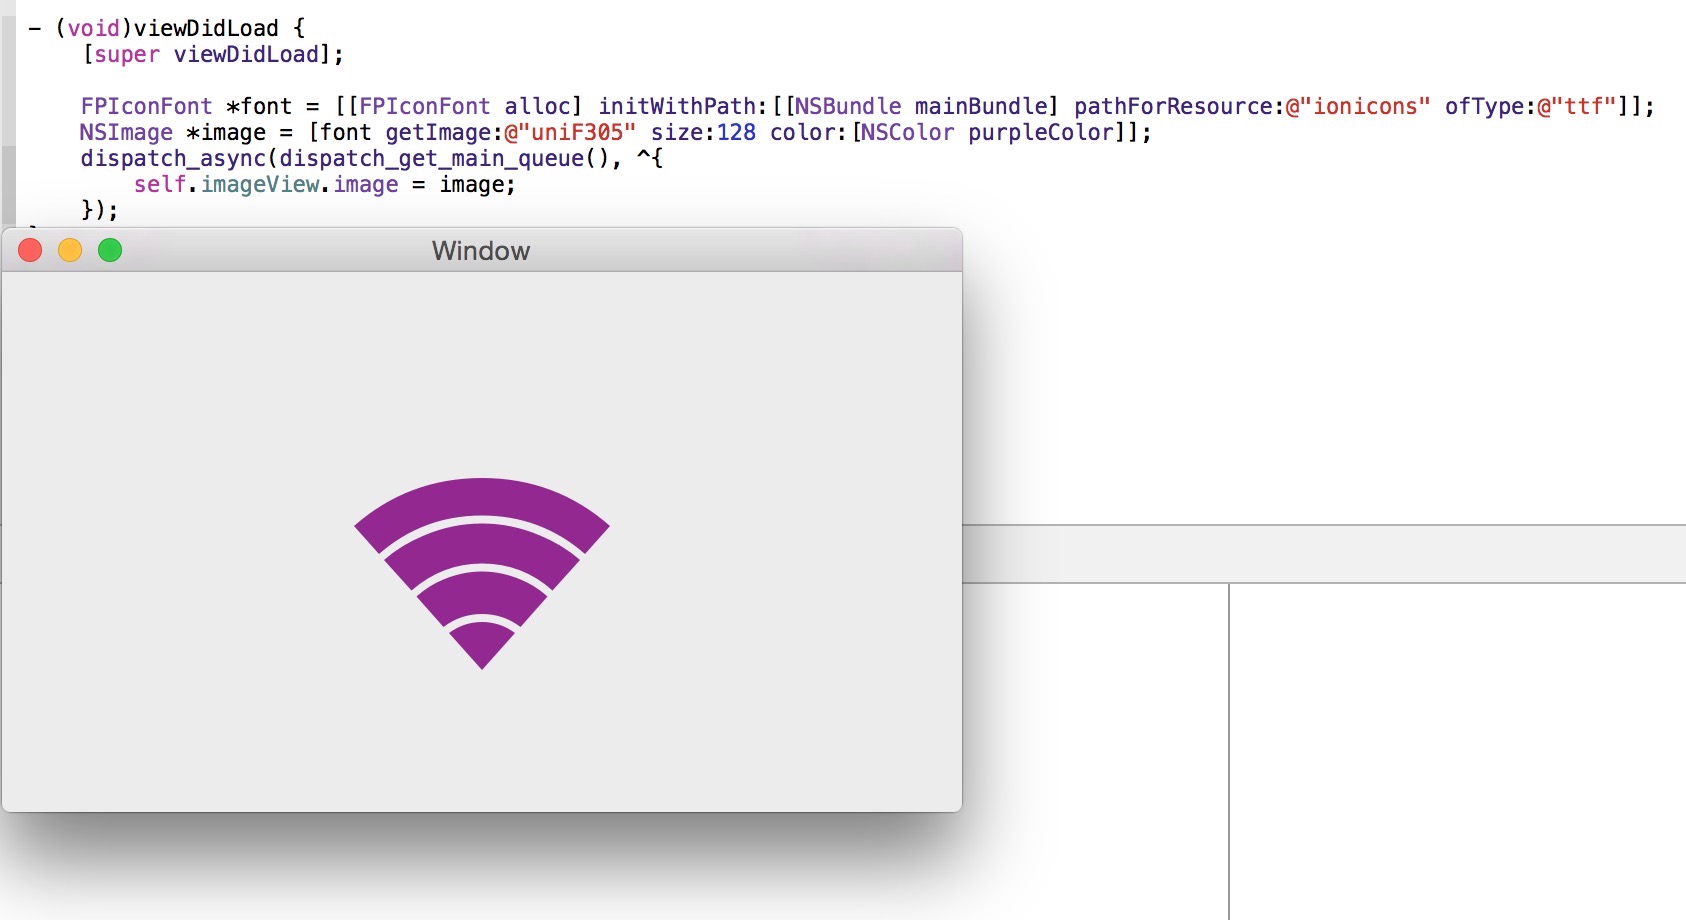 - (void)viewDidLoad {
[super viewDidLoad];
FPIconFont *font = [[FPIconFont alloc] initWithPath:[[NSBundle mainBundle] pathForResource:@"ionicons" ofType:@"ttf"]];
NSImage *image = [font getImage:@"uniF305" size:128 color:[NSColor purpleColor]];
dispatch_async(dispatch_get_main_queue(), ^{
self.imageView.image = image;
});
Window